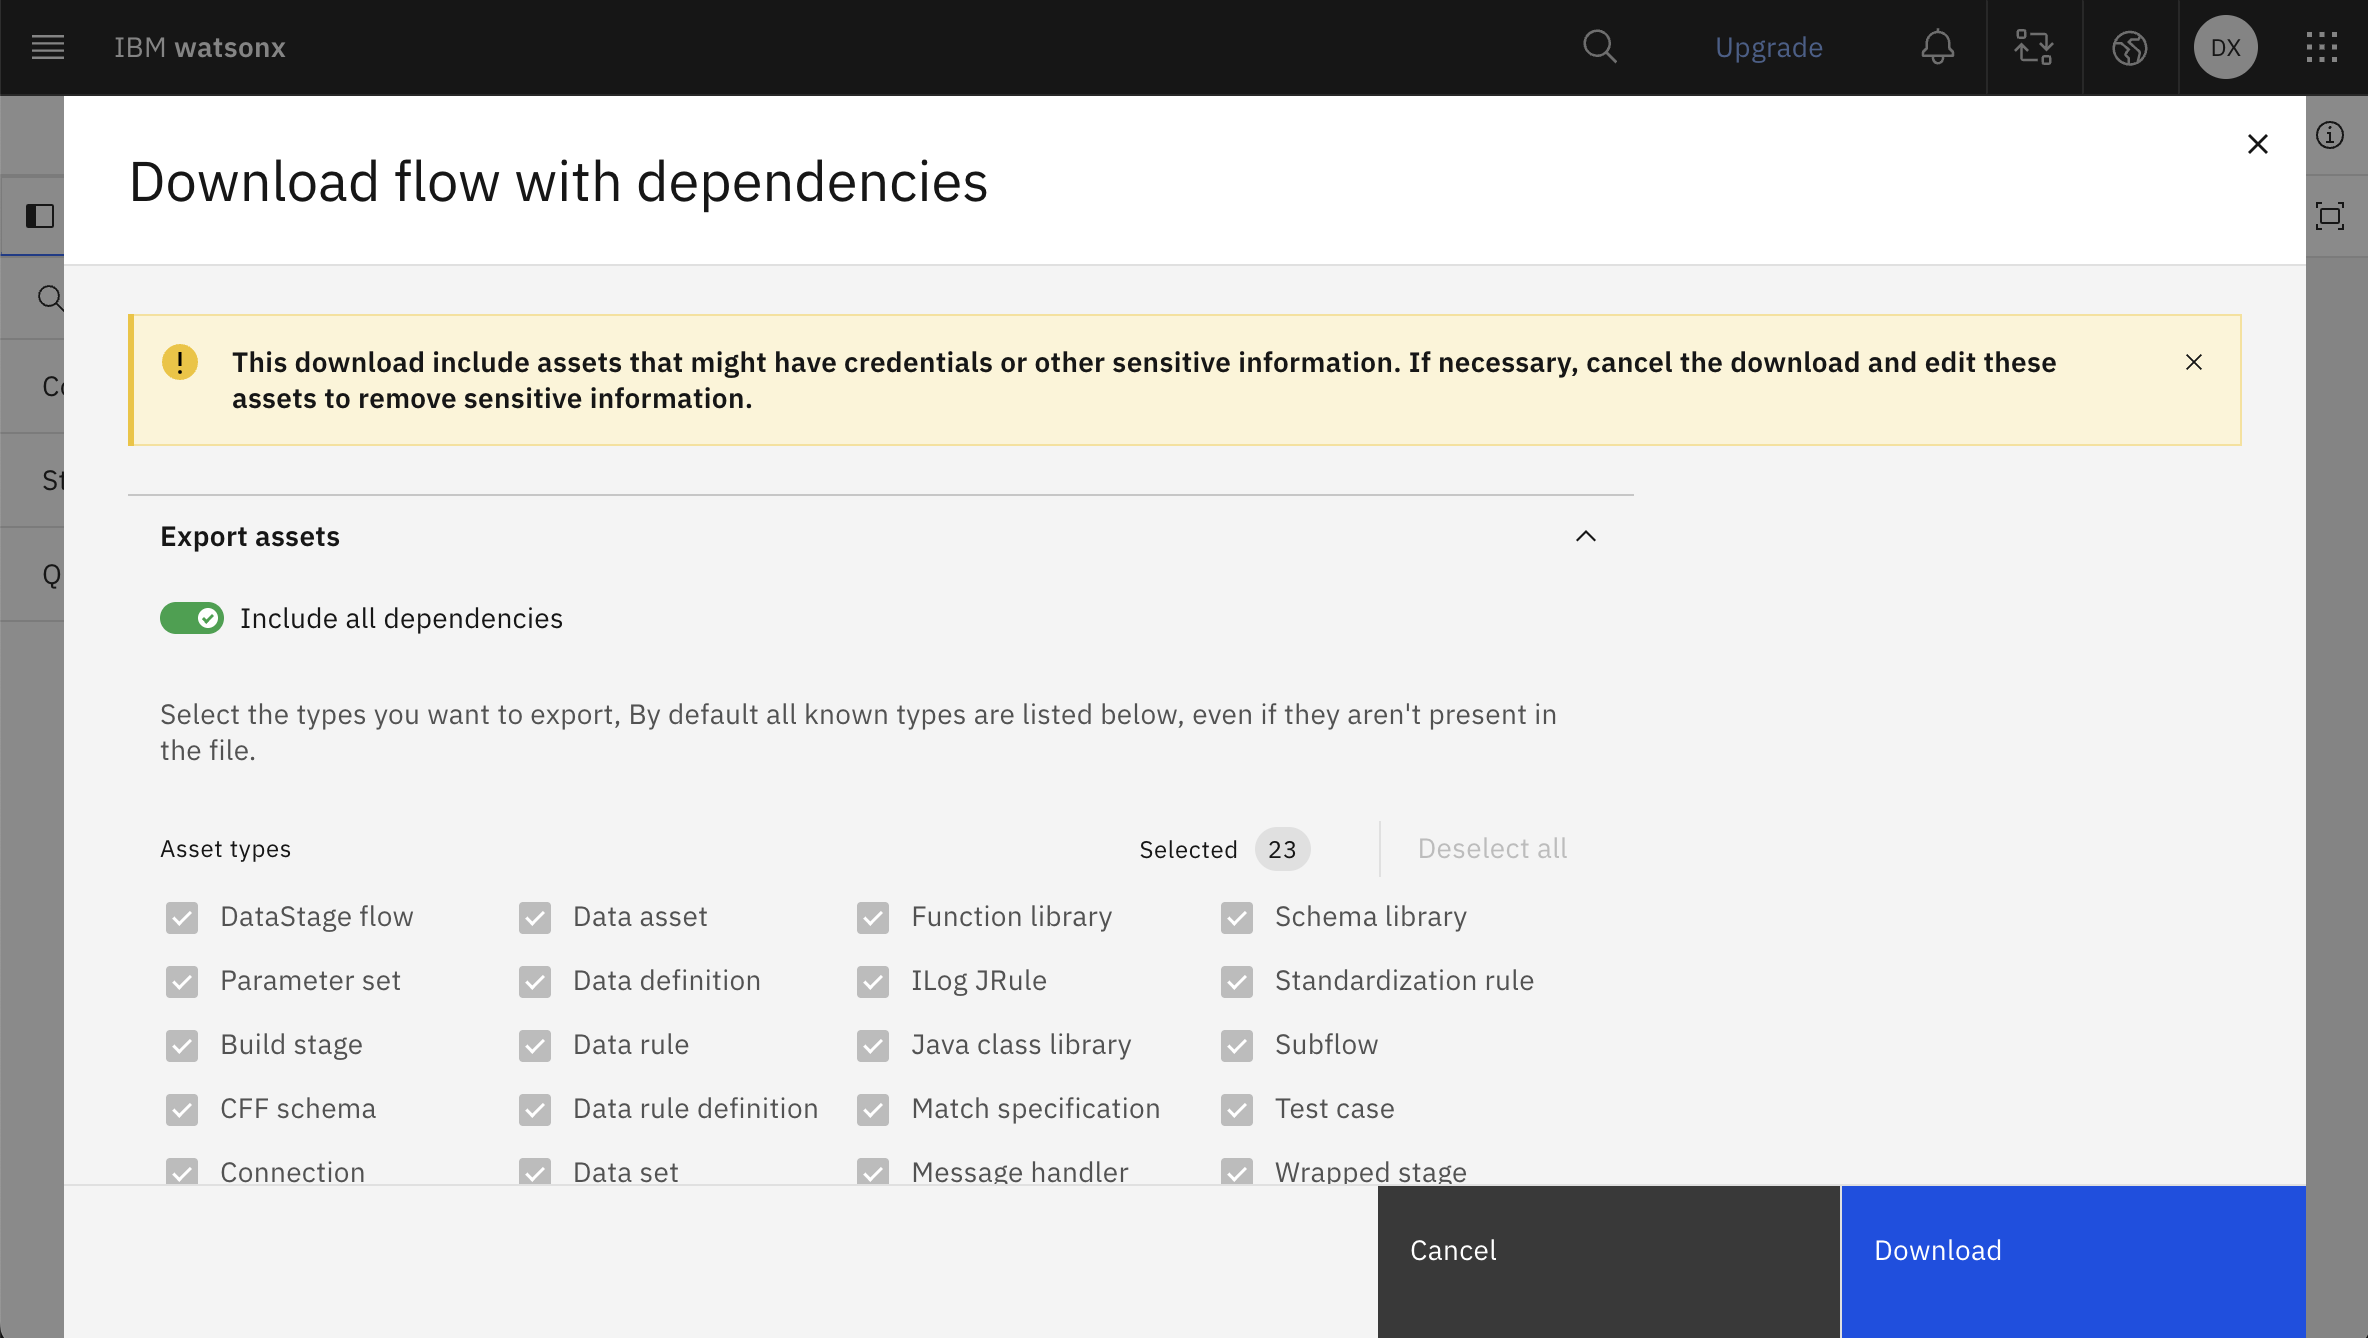 IBM watsonx
Upgrade
DX
Download flow with dependencies
This download include assets that might have credentials or other sensitive information. If necessary, cancel the download and edit these
assets to remove sensitive information.
Export assets
Include all dependencies
Select the types you want to export, By default all known types are listed below, even if they aren't present in
the file.
Asset types
Selected 23
Deselect all
DataStage flow
Data asset
Function library
Schema library
Parameter set
Data definition
ILog JRule
Standardization rule
Build stage
Data rule
Java class library
Subflow
CFF schema
Data rule definition
Match specification
Test case
Connection
Data set
Message handler
Wrapped stage
Cancel
Download